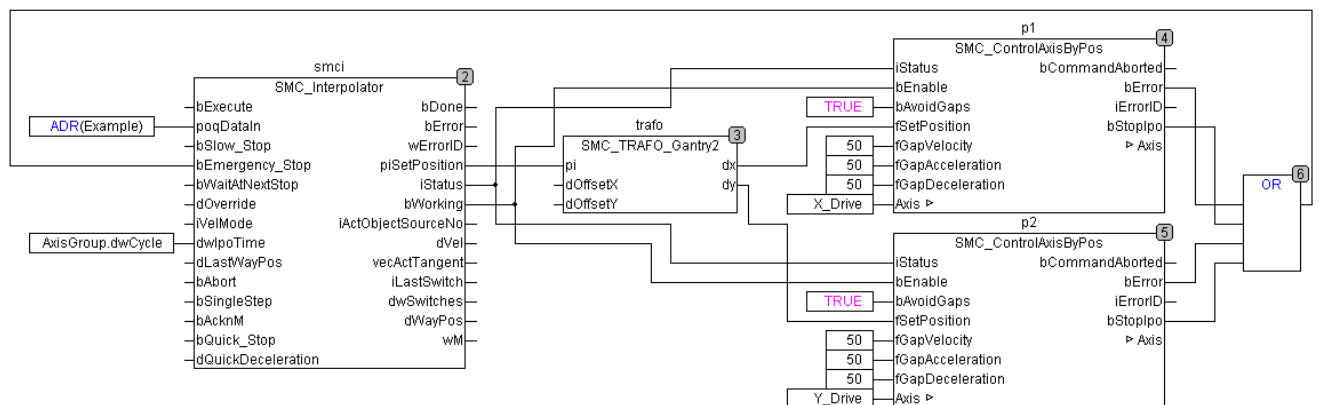 smci
2
SMC_Interpolator
bExecute
bDone
ADR(Example)
poqDataIn
bError
bSlow_Stop
wErrorID
bEmergency_Stop
piSetPosition
bWaitAtNextStop
iStatus
dOverride
bWorking
iVelMode
iActObjectSourceNo
AxisGroup.dwCycle
dwIpoTime
dVel
dLastWayPos
vecActTangent
bAbort
iLastSwitch
bSingleStep
dwSwitches
bAcknM
dWayPos
bQuick_Stop
wM
dQuickDeceleration
trafo
3
SMC_TRAFO_Gantry2
pi
dx
dOffsetX
dy
dOffsetY
p1
4
SMC_ControlAxisByPos
iStatus
bCommandAborted
bEnable
bError
TRUE
bAvoidGaps
iErrorID
fSetPosition
bStopIpo
50
fGapVelocity
Axis
50
fGapAcceleration
50
fGapDeceleration
X_Drive
Axis
p2
5
SMC_ControlAxisByPos
iStatus
bCommandAborted
bEnable
bError
TRUE
bAvoidGaps
iErrorID
fSetPosition
bStopIpo
50
fGapVelocity
Axis
50
fGapAcceleration
50
fGapDeceleration
Y_Drive
Axis
6
OR